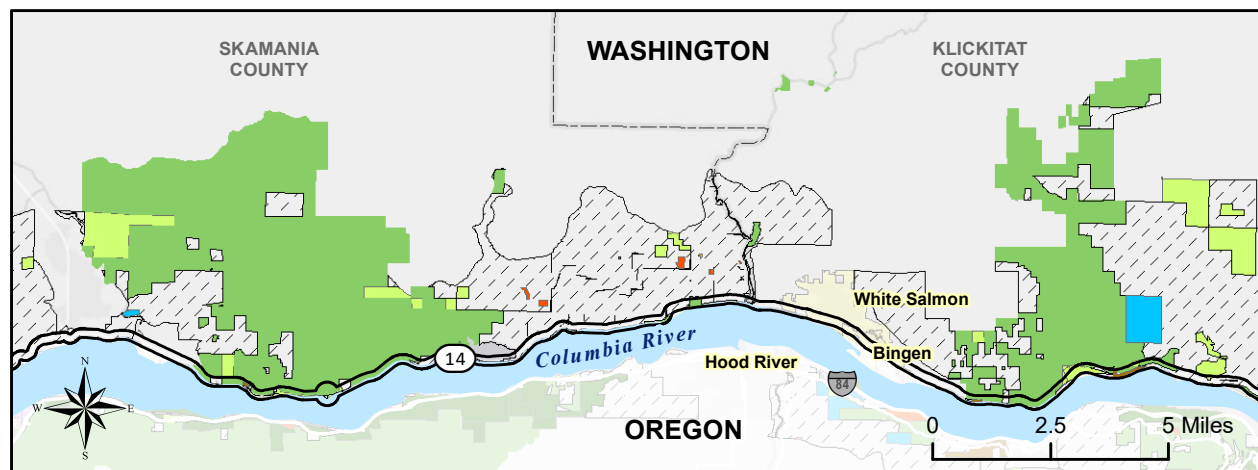 SKAMANIA
COUNTY
WASHINGTON
KLICKITAT
COUNTY
White Salmon
Bingen
Columbia River
14
Hood River
84
N
W
E
S
OREGON
0
2.5
5 Miles